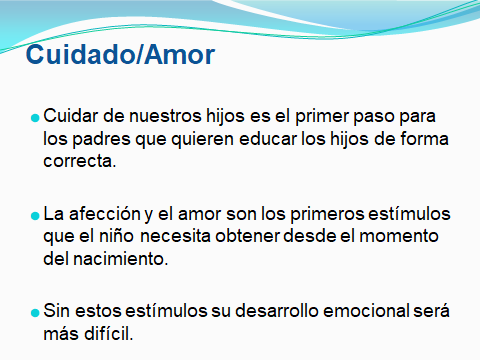 Cuidado/Amor
Cuidar de nuestros hijos es el primer paso para
los padres que quieren educar los hijos de forma
correcta.
La afección y el amor son los primeros estímulos
que el niño necesita obtener desde el momento
del nacimiento.
Sin estos estímulos su desarrollo emocional será
más difícil.